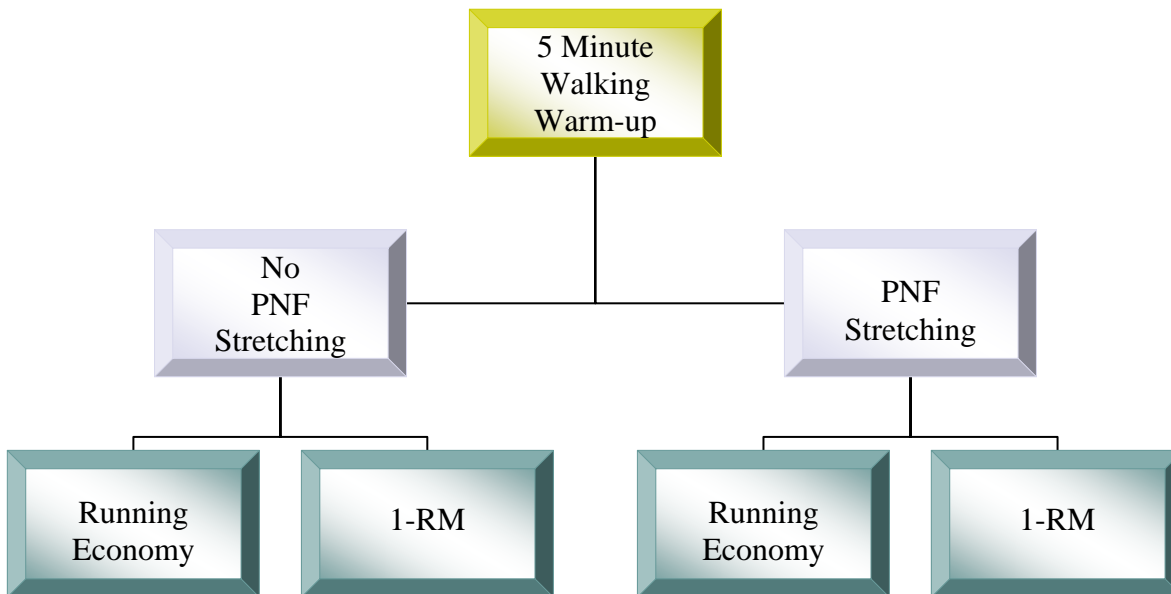 5 Minute
Walking
Warm-up
No
PNF
Stretching
PNF
Stretching
Running
Economy
1-RM
Running
Economy
1-RM